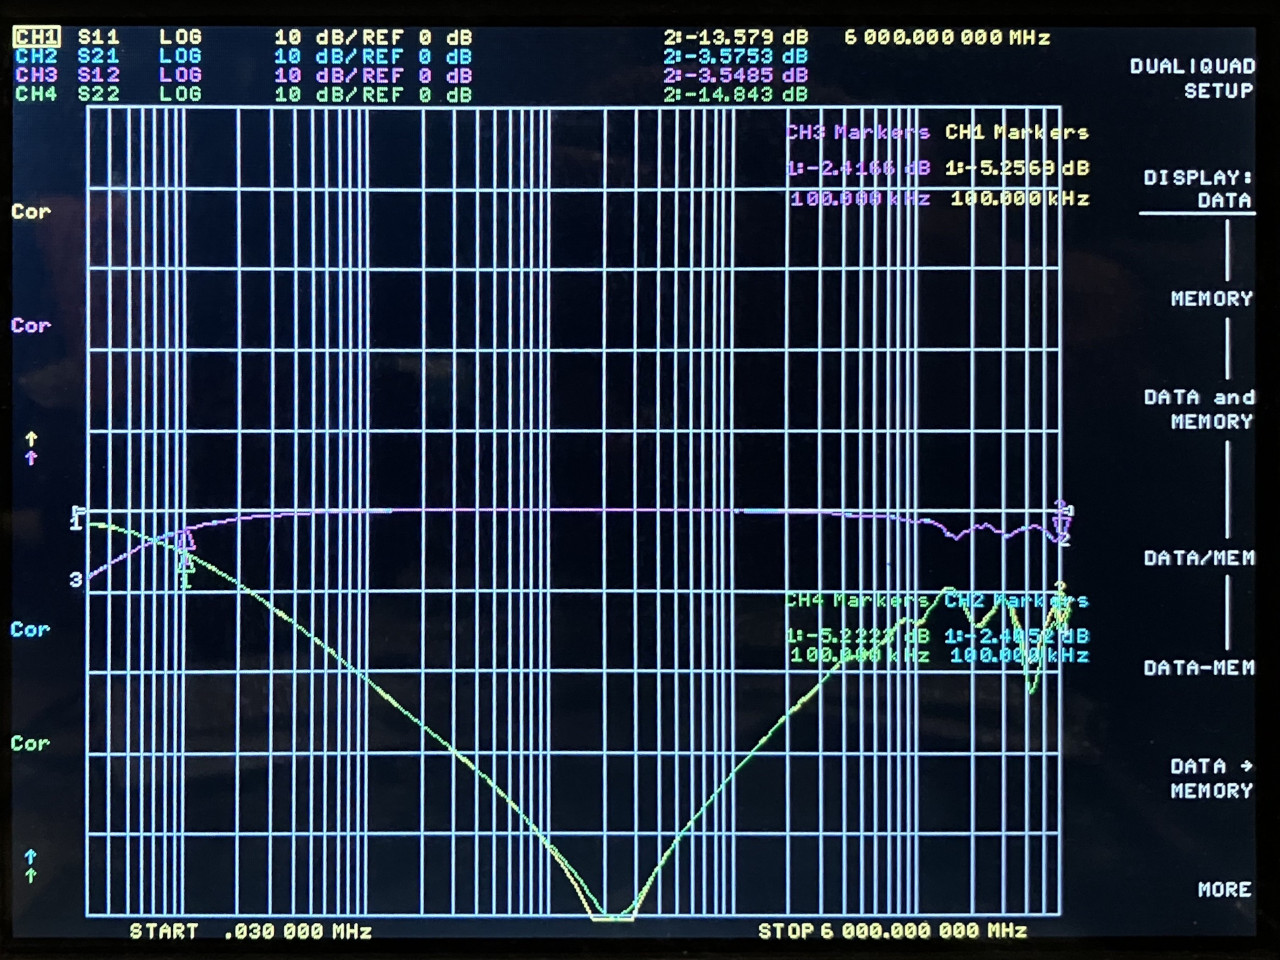 CH1 S11 LOG 10 dB/REF 0 dB 2:-13.579 dB 6 000.000 000 MHz
CH2 S21 LOG 10 dB/REF 0 dB 2:-3.5753 dB
CH3 S12 LOG 10 dB/REF 0 dB 2:-3.5485 dB
CH4 S22 LOG 10 dB/REF 0 dB 2:-14.843 dB
DUAL|QUAD
SETUP
CH3 Markers CH1 Markers
1:-2.4166 dB 1:-5.2569 dB
100.000 kHz 100.000 kHz
DISPLAY:
DATA
Cor
MEMORY
Cor
DATA and
MEMORY
↑
↑
1
2
1
3
DATA/MEM
CH4 Markers CH2 Markers
1:-5.2223 dB 1:-2.4052 dB
100.000 kHz 100.000 kHz
Cor
DATA-MEM
Cor
DATA →
MEMORY
↑
↑
MORE
START .030 000 MHz STOP 6 000.000 000 MHz